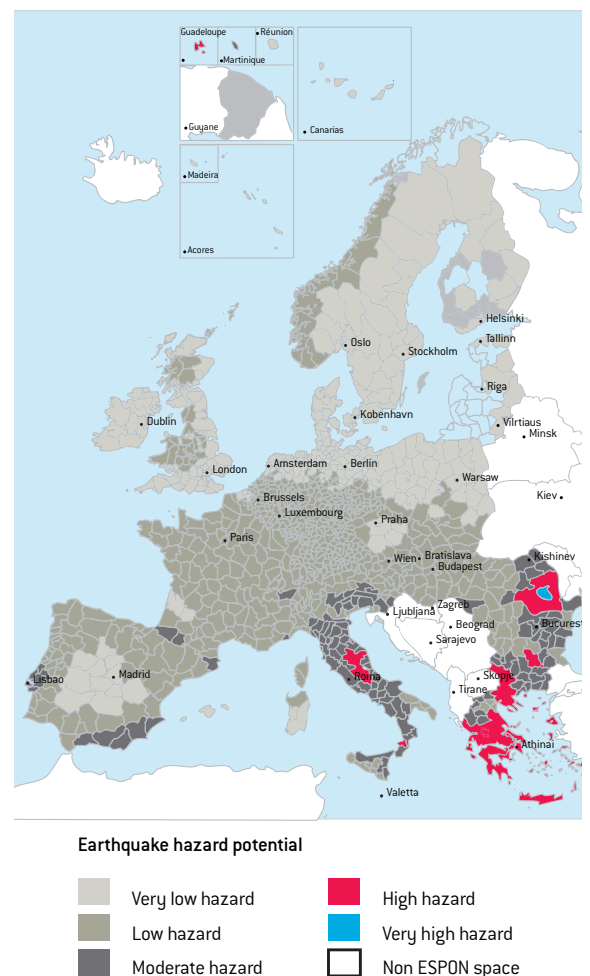 Guadeloupe
Réunion
Martinique
Guyane
Canarias
Madeira
Acores
Helsinki
Oslo
Tallinn
Stockholm
Riga
Dublin
Kobenhavn
Vilrtiaus
Minsk
London
Amsterdam
Berlin
Warsaw
Brussels
Kiev
Luxembourg
Praha
Paris
Kishinev
Wien
Bratislava
Budapest
Zagreb
Ljubljana
Beograd
Bucurest
Sarajevo
Madrid
Lisbao
Roma
Skopje
Tirane
Athinai
Valetta
Earthquake hazard potential
Very low hazard
High hazard
Low hazard
Very high hazard
Moderate hazard
Non ESPON space